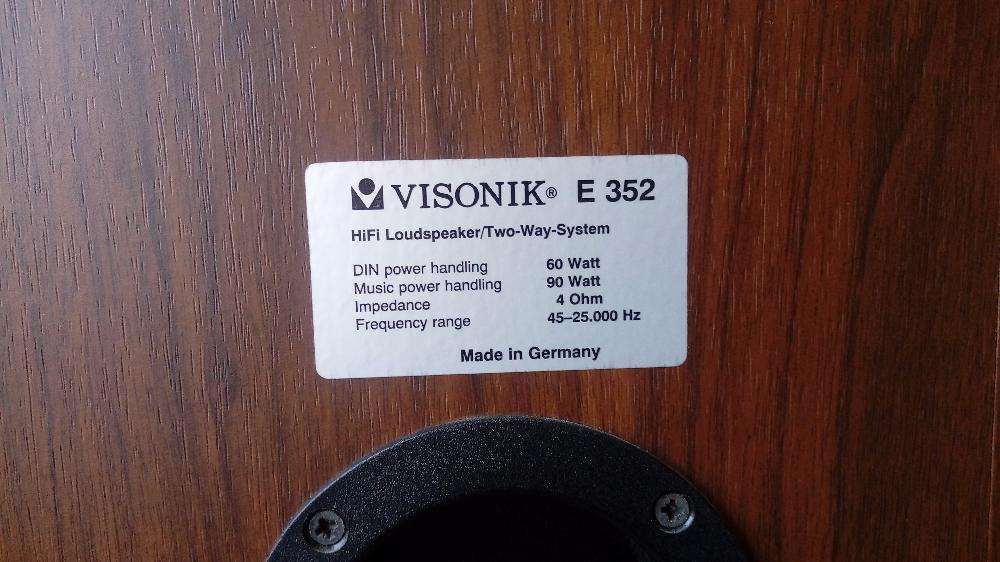 VISONIK® E 352
HiFi Loudspeaker/Two-Way-System
DIN power handling 60 Watt
Music power handling 90 Watt
Impedance 4 Ohm
Frequency range 45–25.000 Hz
Made in Germany